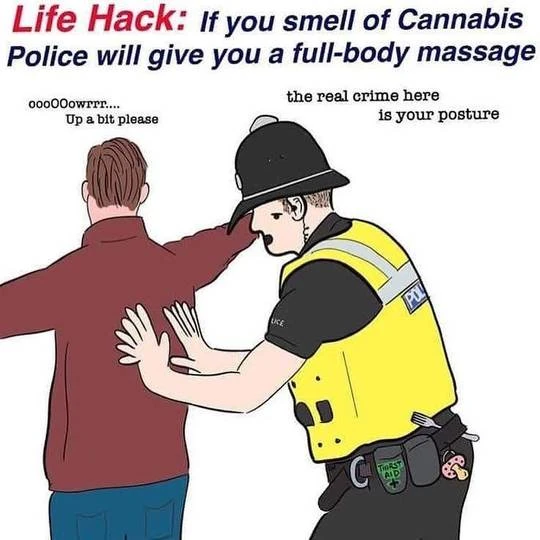 Life Hack: If you smell of Cannabis
Police will give you a full-body massage
oooOOowrrr....
Up a bit please
the real crime here
is your posture
LICE
POL
THIRST
AID